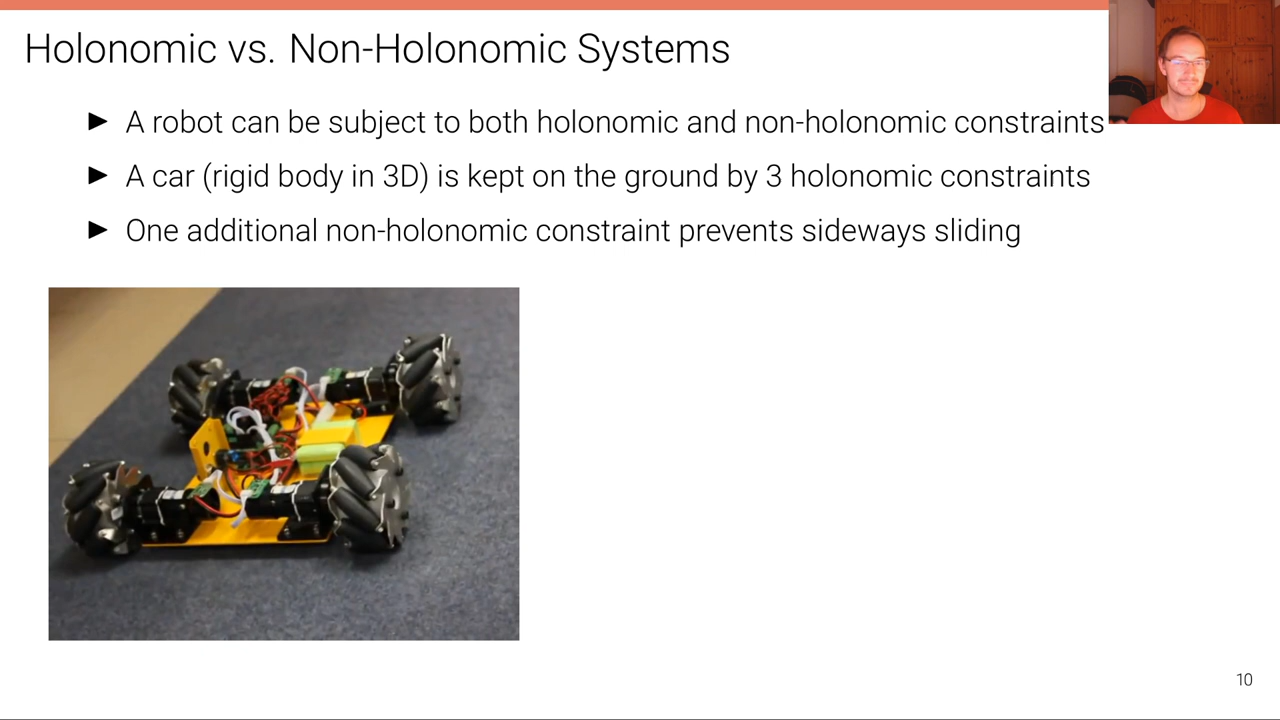 Holonomic vs. Non-Holonomic Systems
► A robot can be subject to both holonomic and non-holonomic constraints
► A car (rigid body in 3D) is kept on the ground by 3 holonomic constraints
► One additional non-holonomic constraint prevents sideways sliding
10